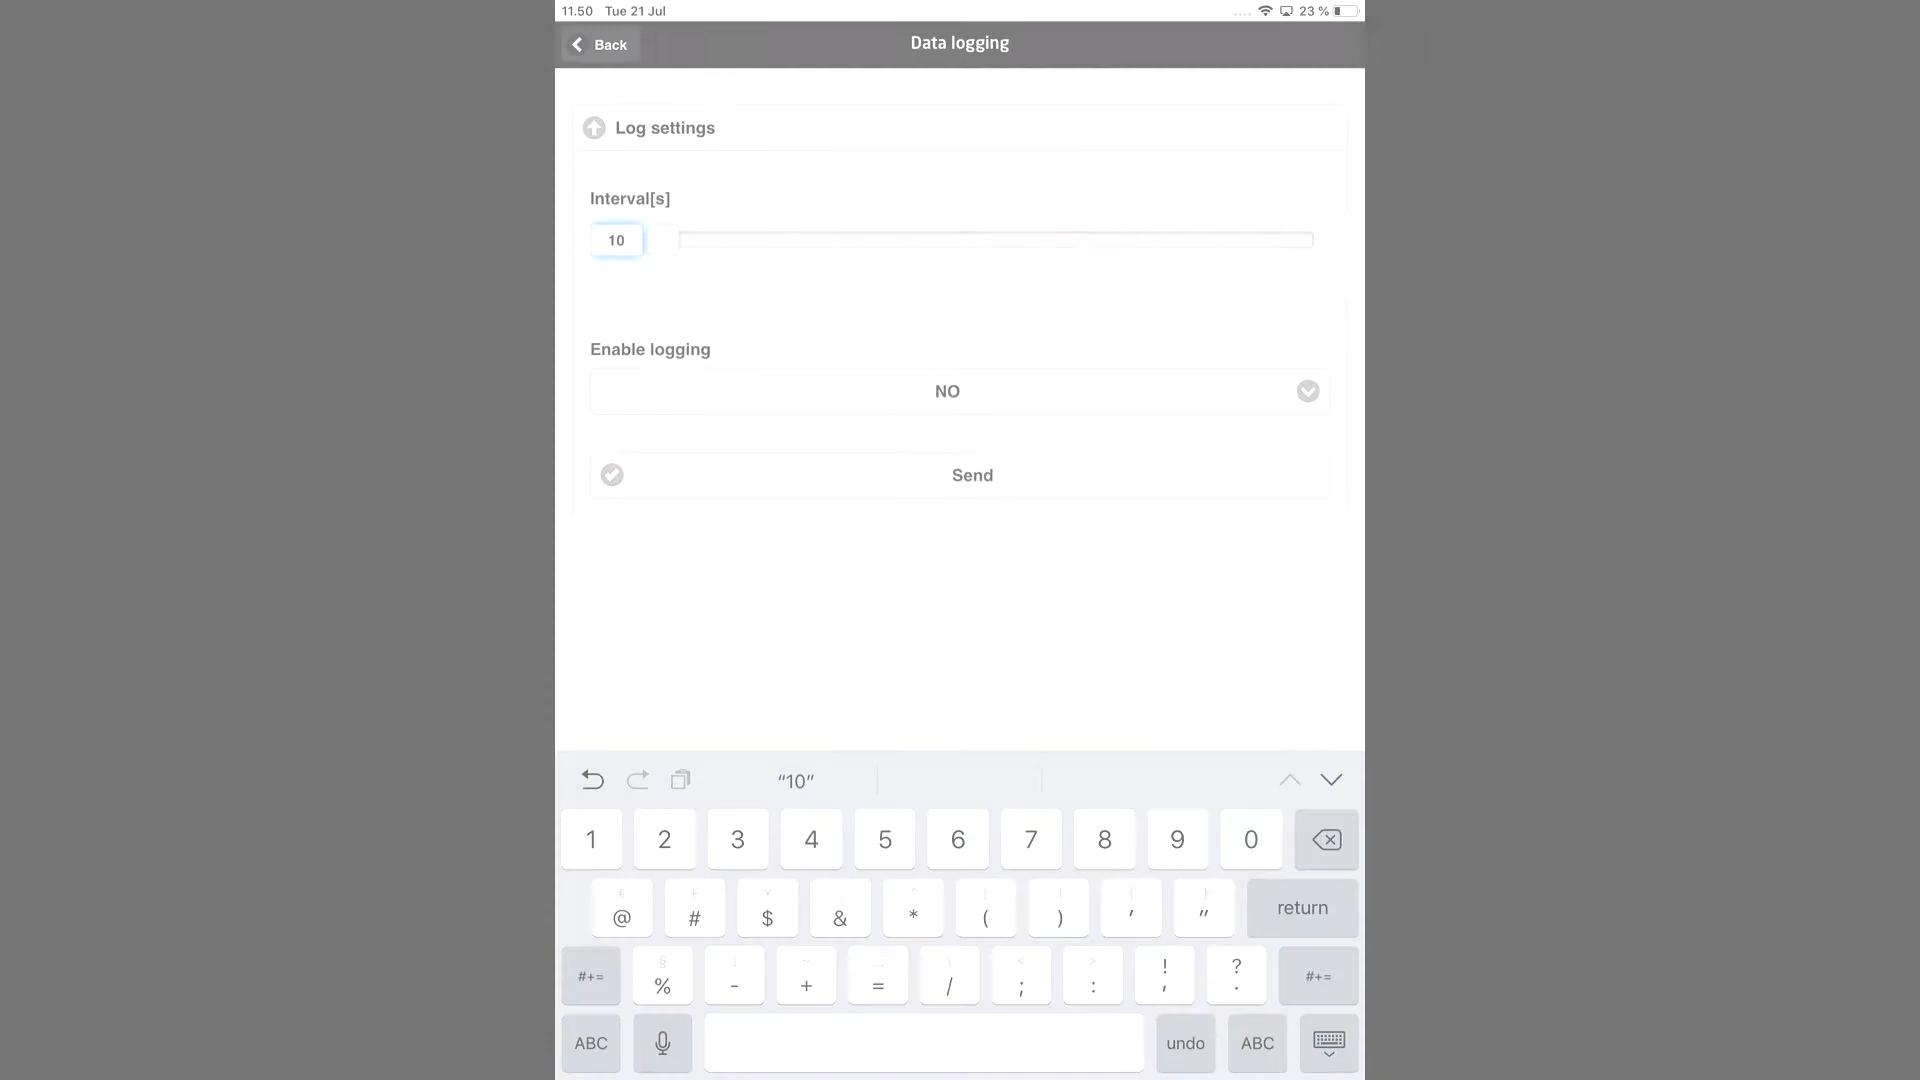 11.50 Tue 21 Jul 23 %
Back
Data logging
Log settings
Interval[s]
10
Enable logging
NO
Send
“10”
1 2 3 4 5 6 7 8 9 0
€ £ ¥ ^ [ ] { }
@ # $ & * ( ) ' " return
§ | ~ … \ < > ! ?
#+= % - + = / ; : , . #+=
ABC undo ABC